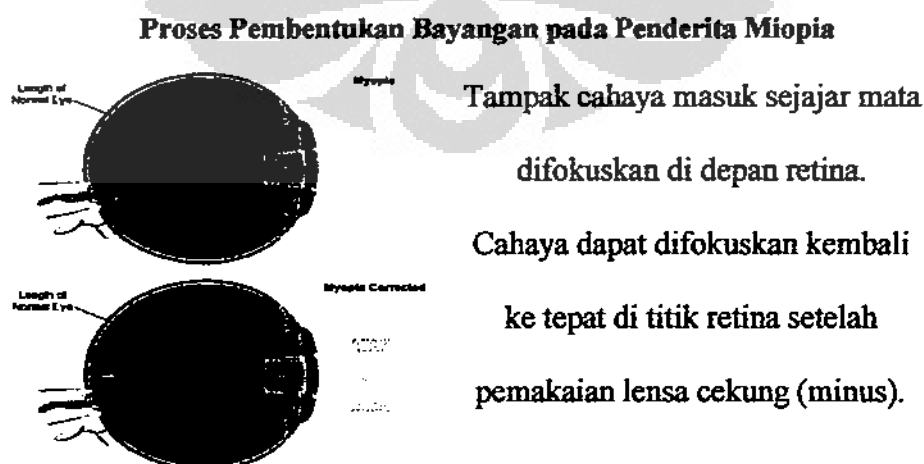 Proses Pembentukan Bayangan pada Penderita Miopia
Length of
Normal Eye
Myopia
Tampak cahaya masuk sejajar mata
difokuskan di depan retina.
Cahaya dapat difokuskan kembali
ke tepat di titik retina setelah
pemakaian lensa cekung (minus).
Length of
Normal Eye
Myopia Corrected